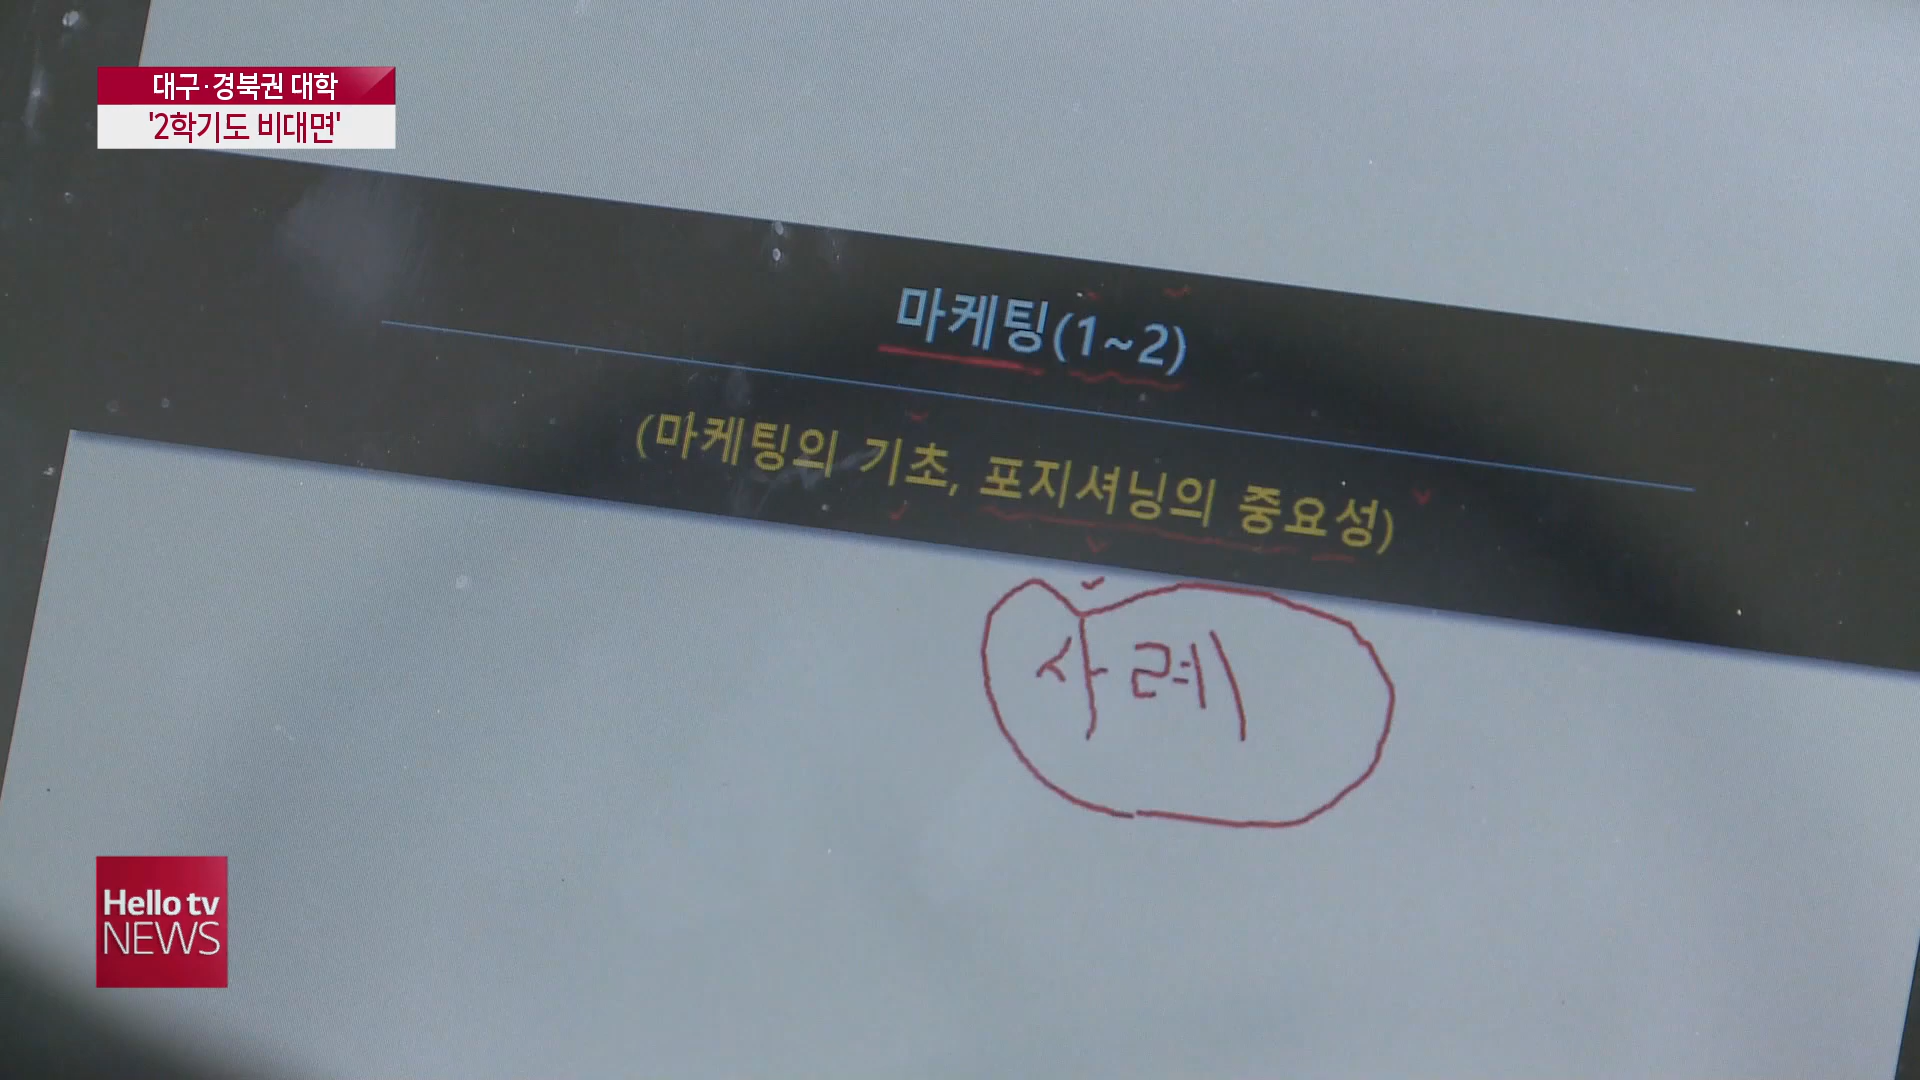 대구·경북권 대학
'2학기도 비대면'
마케팅(1~2)
(마케팅의 기초, 포지셔닝의 중요성)
사례
Hello tv
NEWS